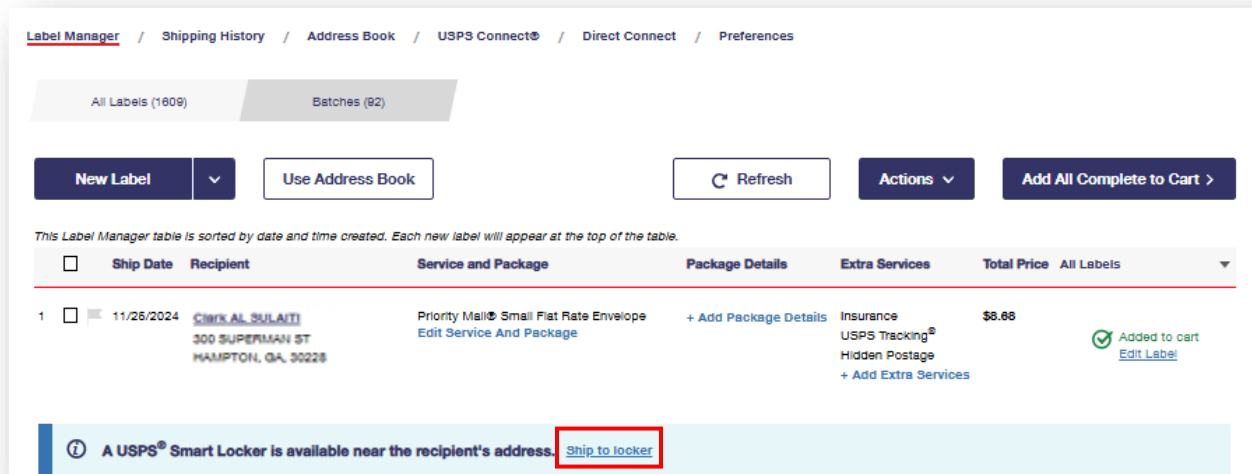 Label Manager / Shipping History / Address Book / USPS Connect® / Direct Connect / Preferences
All Labels (1609) Batches (92)
New Label Use Address Book Refresh Actions Add All Complete to Cart >
This Label Manager table is sorted by date and time created. Each new label will appear at the top of the table.
Ship Date Recipient Service and Package Package Details Extra Services Total Price All Labels
1 11/25/2024 Clark AL SULAITI Priority Mail® Small Flat Rate Envelope + Add Package Details Insurance $8.68
300 SUPERMAN ST Edit Service And Package USPS Tracking® Added to cart
HAMPTON, GA, 30228 Hidden Postage Edit Label
+ Add Extra Services
A USPS® Smart Locker is available near the recipient's address. Ship to locker